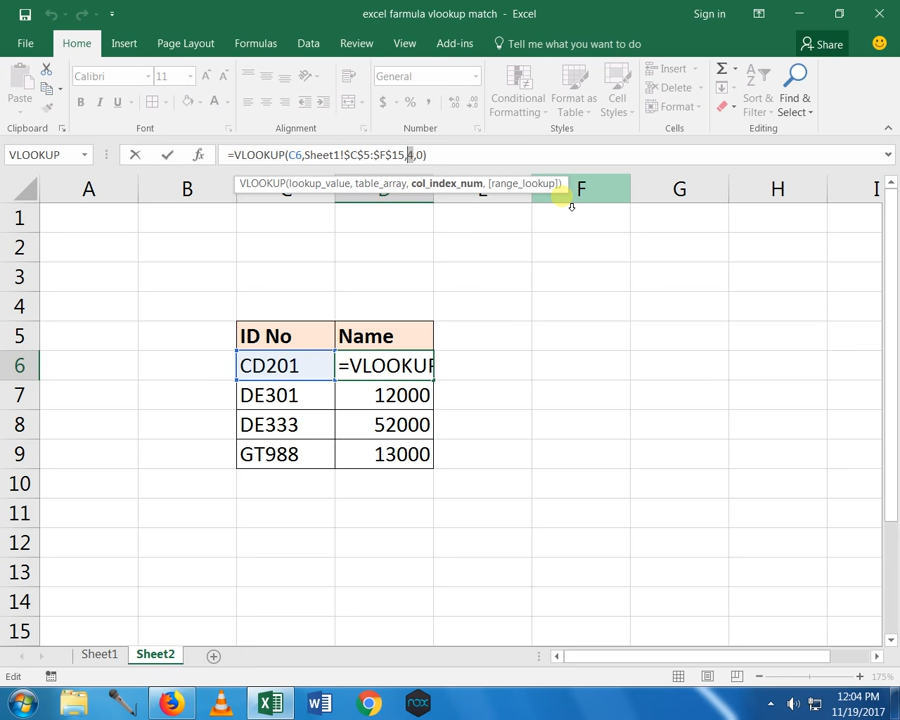 excel farmula vlookup match - Excel
Sign in
File Home Insert Page Layout Formulas Data Review View Add-ins Tell me what you want to do Share
Paste
Calibri 11
General
Conditional Formatting
Format as Table
Cell Styles
Insert
Delete
Format
Sort & Filter
Find & Select
Clipboard Font Alignment Number Styles Cells Editing
VLOOKUP fx =VLOOKUP(C6,Sheet1!$C$5:$F$15,4,0)
VLOOKUP(lookup_value, table_array, col_index_num, [range_lookup])
A B F G H I
1
2
3
4
5 ID No Name
6 CD201 =VLOOKUP
7 DE301 12000
8 DE333 52000
9 GT988 13000
10
11
12
13
14
15
Sheet1 Sheet2
Edit 175%
nox 12:04 PM
11/19/2017